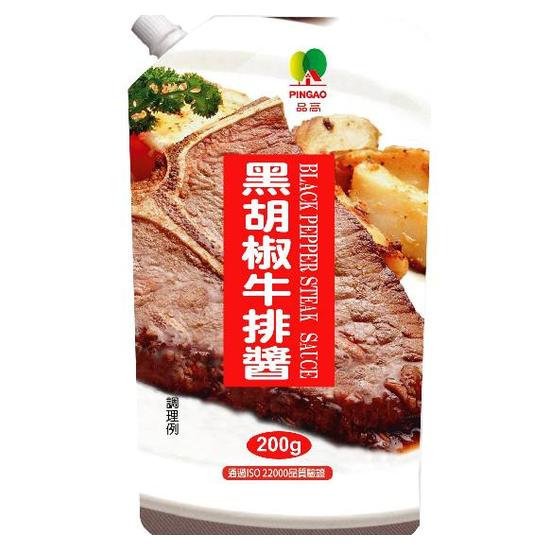 PINGAO
品高
黑胡椒牛排醬
BLACK PEPPER STEAK SAUCE
調理例
200g
通過ISO 22000品質驗證